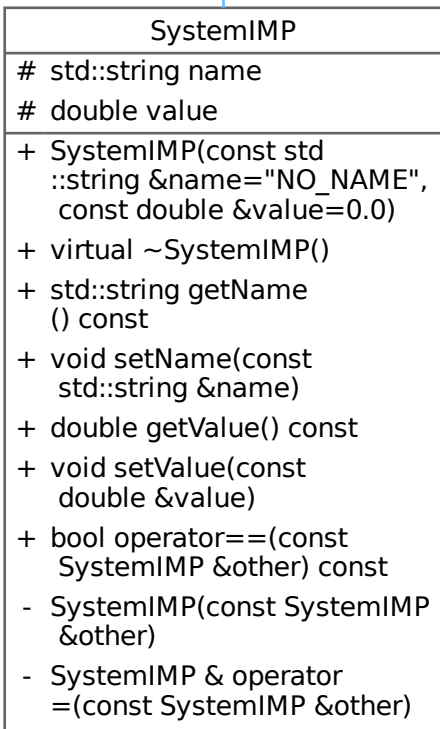 SystemIMP
# std::string name
# double value
+ SystemIMP(const std
::string &name="NO_NAME",
const double &value=0.0)
+ virtual ~SystemIMP()
+ std::string getName
() const
+ void setName(const
std::string &name)
+ double getValue() const
+ void setValue(const
double &value)
+ bool operator==(const
SystemIMP &other) const
- SystemIMP(const SystemIMP
&other)
- SystemIMP & operator
=(const SystemIMP &other)